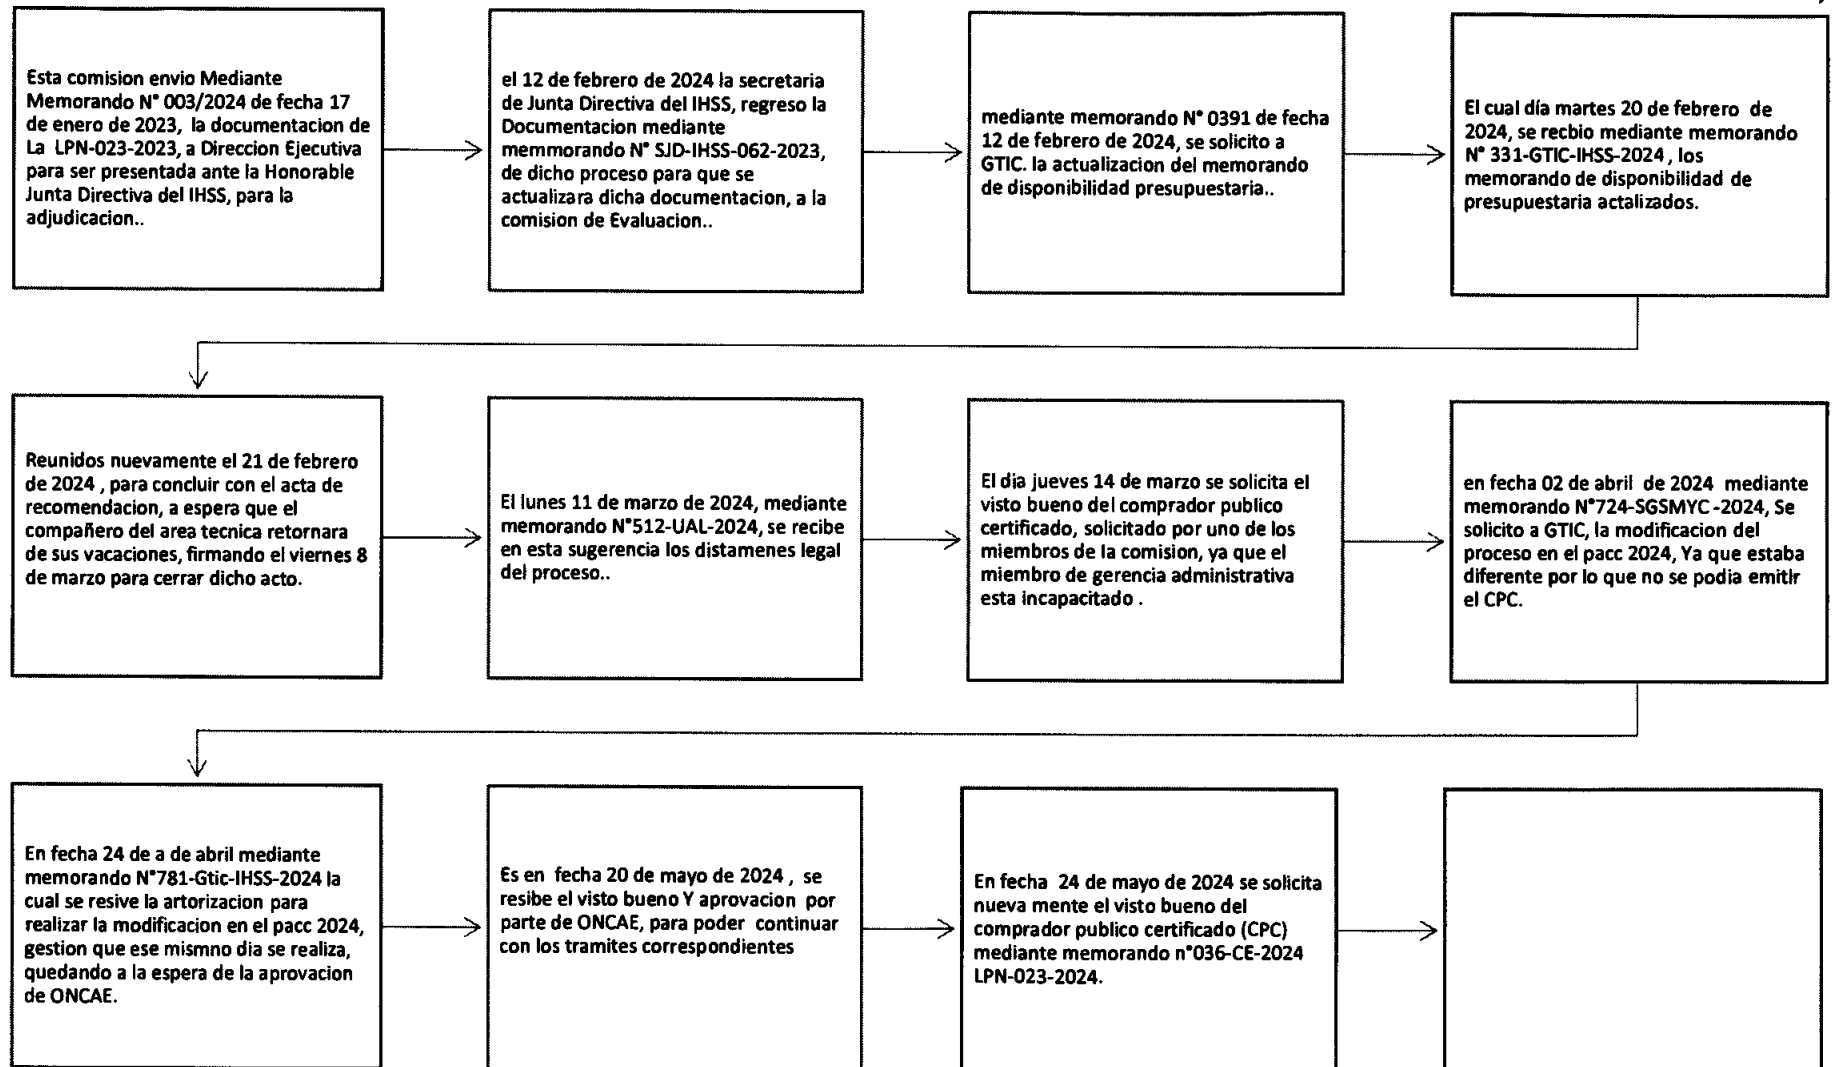 Esta comision envio Mediante
Memorando N° 003/2024 de fecha 17
de enero de 2023, la documentacion de
La LPN-023-2023, a Direccion Ejecutiva
para ser presentada ante la Honorable
Junta Directiva del IHSS, para la
adjudicacion..
el 12 de febrero de 2024 la secretaria
de Junta Directiva del IHSS, regreso la
Documentacion mediante
memmorando N° SJD-IHSS-062-2023,
de dicho proceso para que se
actualizara dicha documentacion, a la
comision de Evaluacion..
mediante memorando N° 0391 de fecha
12 de febrero de 2024, se solicito a
GTIC. la actualizacion del memorando
de disponibilidad presupuestaria..
El cual día martes 20 de febrero de
2024, se recbio mediante memorando
N° 331-GTIC-IHSS-2024 , los
memorando de disponibilidad de
presupuestaria actalizados.
Reunidos nuevamente el 21 de febrero
de 2024 , para concluir con el acta de
recomendacion, a espera que el
compañero del area tecnica retornara
de sus vacaciones, firmando el viernes 8
de marzo para cerrar dicho acto.
El lunes 11 de marzo de 2024, mediante
memorando N°512-UAL-2024, se recibe
en esta sugerencia los distamenes legal
del proceso..
El dia jueves 14 de marzo se solicita el
visto bueno del comprador publico
certificado, solicitado por uno de los
miembros de la comision, ya que el
miembro de gerencia administrativa
esta incapacitado .
en fecha 02 de abril de 2024 mediante
memorando N°724-SGSMYC -2024, Se
solicito a GTIC, la modificacion del
proceso en el pacc 2024, Ya que estaba
diferente por lo que no se podia emitir
el CPC.
En fecha 24 de a de abril mediante
memorando N°781-Gtic-IHSS-2024 la
cual se resive la artorizacion para
realizar la modificacion en el pacc 2024,
gestion que ese mismno dia se realiza,
quedando a la espera de la aprovacion
de ONCAE.
Es en fecha 20 de mayo de 2024 , se
resibe el visto bueno Y aprovacion por
parte de ONCAE, para poder continuar
con los tramites correspondientes
En fecha 24 de mayo de 2024 se solicita
nueva mente el visto bueno del
comprador publico certificado (CPC)
mediante memorando n°036-CE-2024
LPN-023-2024.